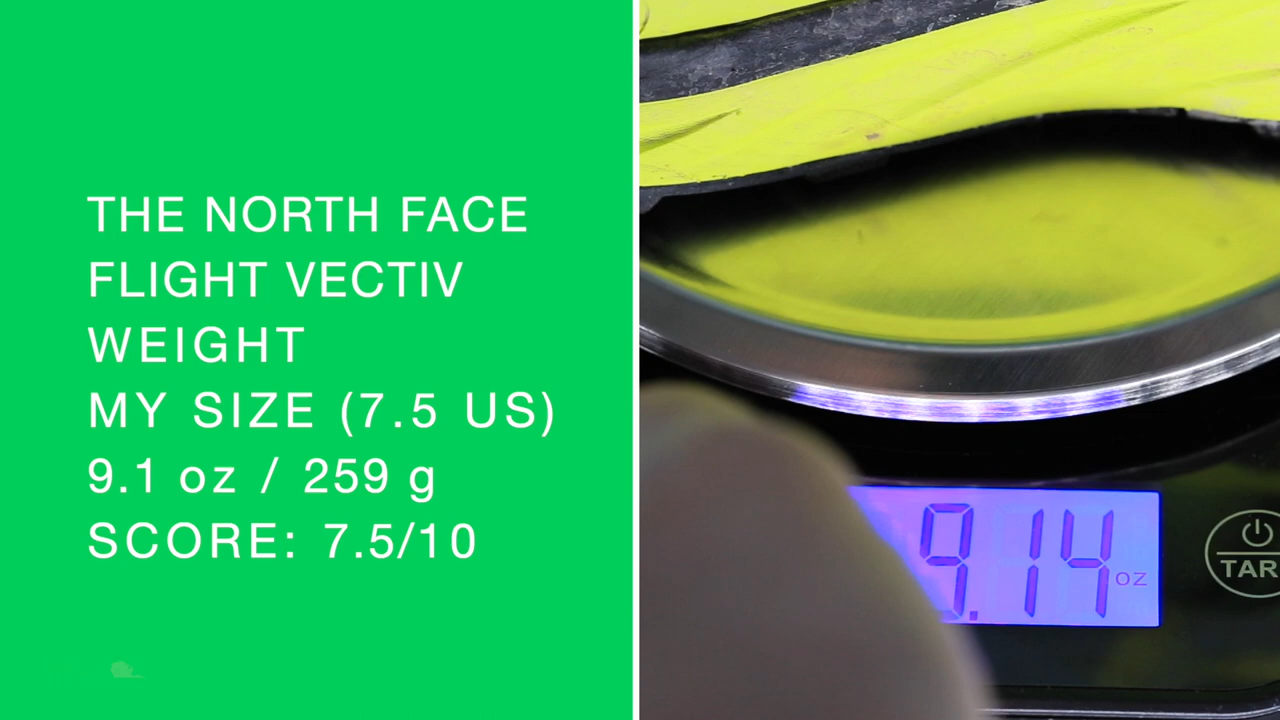 THE NORTH FACE
FLIGHT VECTIV
WEIGHT
MY SIZE (7.5 US)
9.1 oz / 259 g
SCORE: 7.5/10
9.14 oz